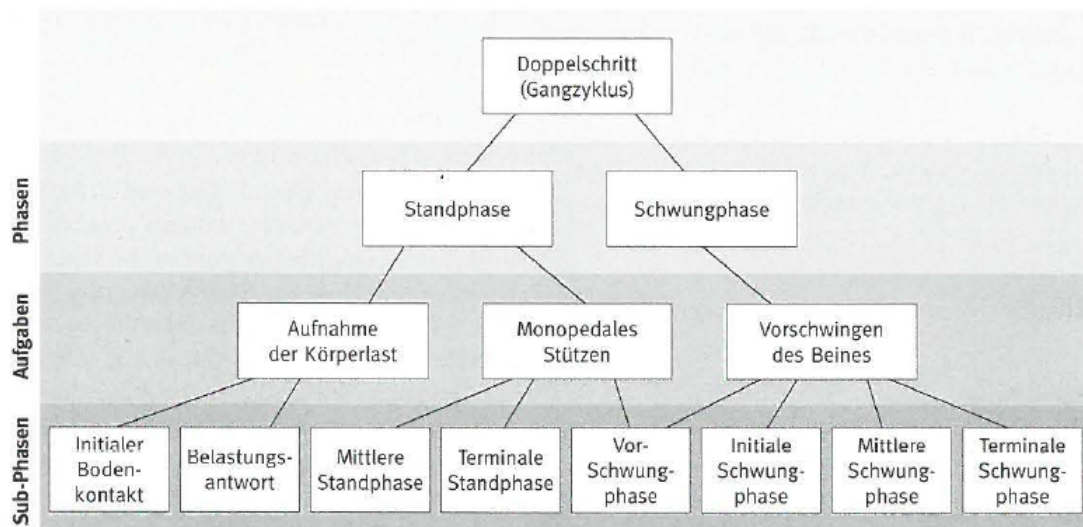 Doppelschritt
(Gangzyklus)
Phasen
Standphase
Schwungphase
Aufgaben
Aufnahme
der Körperlast
Monopedales
Stützen
Vorschwingen
des Beines
Sub-Phasen
Initialer
Boden-
kontakt
Belastungs-
antwort
Mittlere
Standphase
Terminale
Standphase
Vor-
Schwung-
phase
Initiale
Schwung-
phase
Mittlere
Schwung-
phase
Terminale
Schwung-
phase